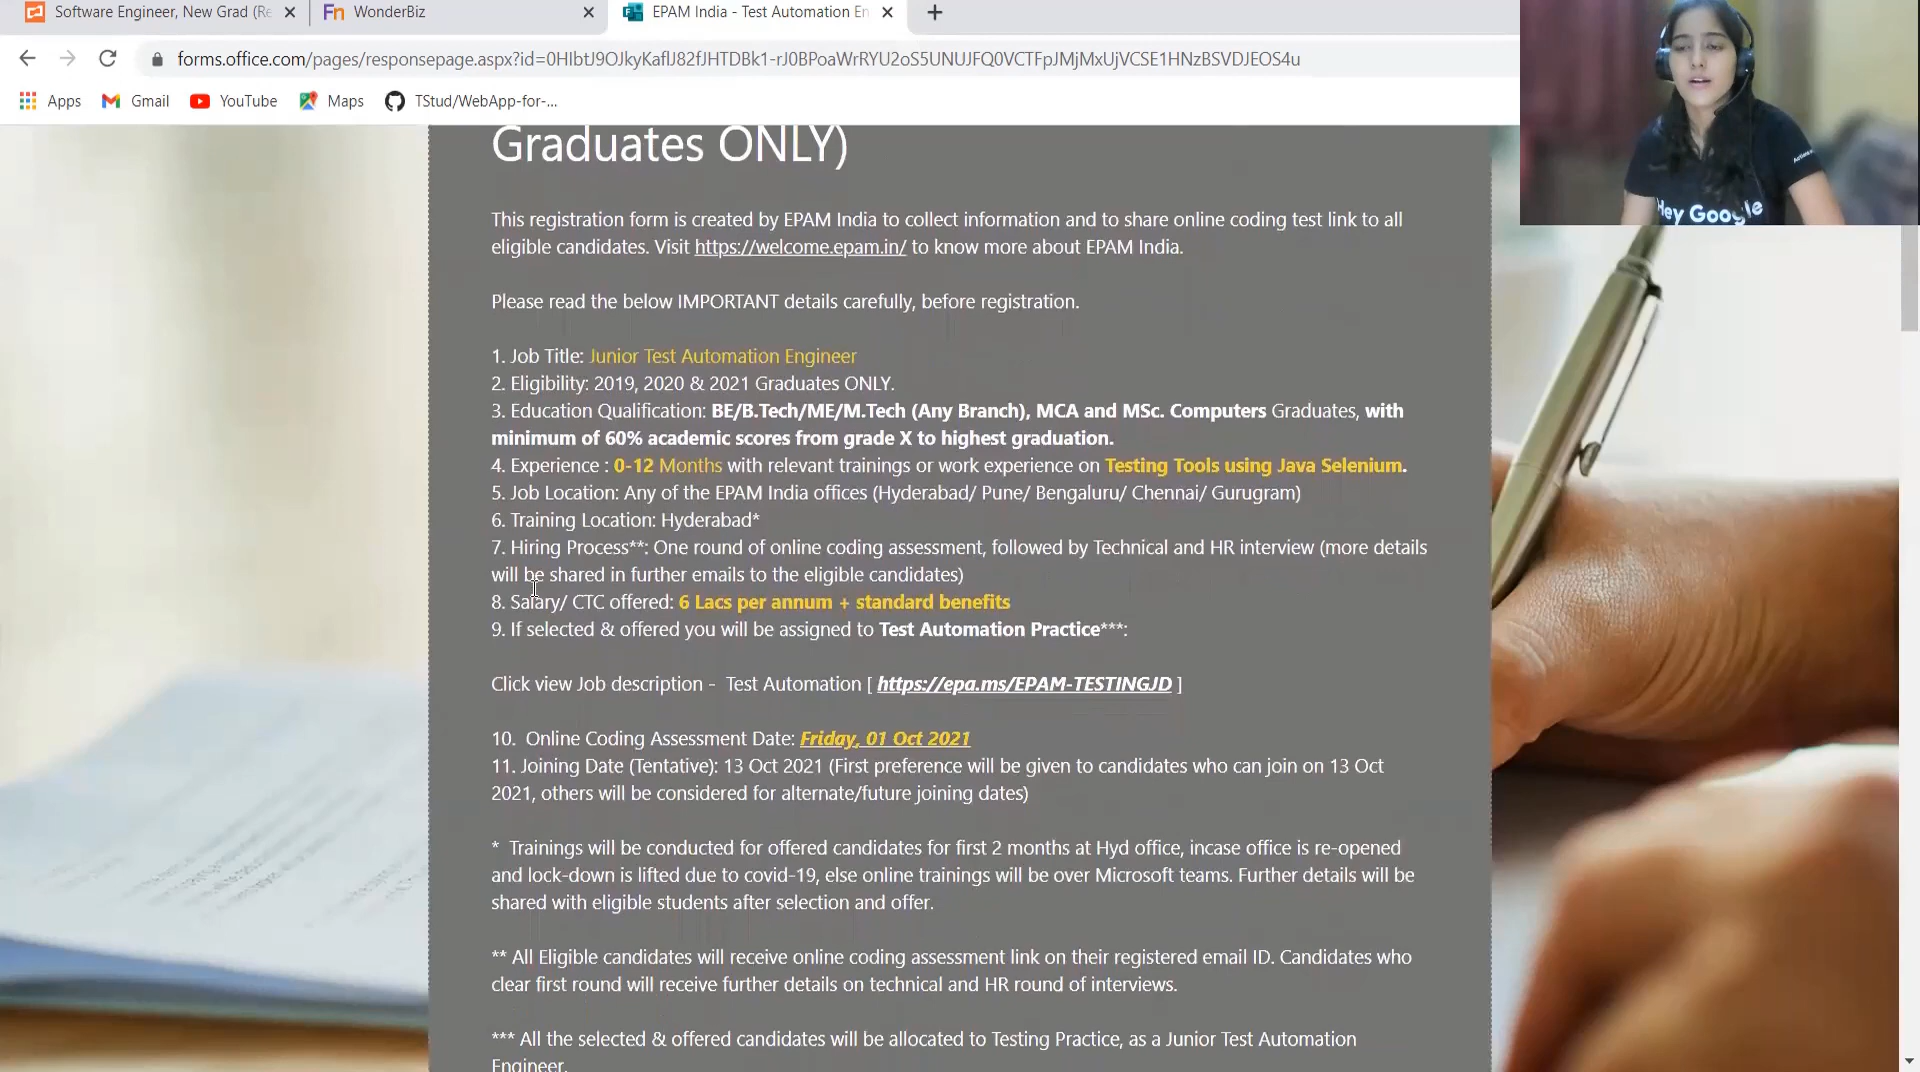 Software Engineer, New Grad (Re
WonderBiz
EPAM India - Test Automation En
forms.office.com/pages/responsepage.aspx?id=0HIbtJ9OJkyKaflJ82fJHTDBk1-rJ0BPoaWrRYU2oS5UNUJFQ0VCTFpJMjMxUjVCSE1HNzBSVDJEOS4u
Apps
Gmail
YouTube
Maps
TStud/WebApp-for-...
Hey Google
Graduates ONLY)
This registration form is created by EPAM India to collect information and to share online coding test link to all
eligible candidates. Visit https://welcome.epam.in/ to know more about EPAM India.
Please read the below IMPORTANT details carefully, before registration.
1. Job Title: Junior Test Automation Engineer
2. Eligibility: 2019, 2020 & 2021 Graduates ONLY.
3. Education Qualification: BE/B.Tech/ME/M.Tech (Any Branch), MCA and MSc. Computers Graduates, with
minimum of 60% academic scores from grade X to highest graduation.
4. Experience : 0-12 Months with relevant trainings or work experience on Testing Tools using Java Selenium.
5. Job Location: Any of the EPAM India offices (Hyderabad/ Pune/ Bengaluru/ Chennai/ Gurugram)
6. Training Location: Hyderabad*
7. Hiring Process**: One round of online coding assessment, followed by Technical and HR interview (more details
will be shared in further emails to the eligible candidates)
8. Salary/ CTC offered: 6 Lacs per annum + standard benefits
9. If selected & offered you will be assigned to Test Automation Practice***:
Click view Job description - Test Automation [ https://epa.ms/EPAM-TESTINGJD ]
10. Online Coding Assessment Date: Friday, 01 Oct 2021
11. Joining Date (Tentative): 13 Oct 2021 (First preference will be given to candidates who can join on 13 Oct
2021, others will be considered for alternate/future joining dates)
* Trainings will be conducted for offered candidates for first 2 months at Hyd office, incase office is re-opened
and lock-down is lifted due to covid-19, else online trainings will be over Microsoft teams. Further details will be
shared with eligible students after selection and offer.
** All Eligible candidates will receive online coding assessment link on their registered email ID. Candidates who
clear first round will receive further details on technical and HR round of interviews.
*** All the selected & offered candidates will be allocated to Testing Practice, as a Junior Test Automation
Engineer.